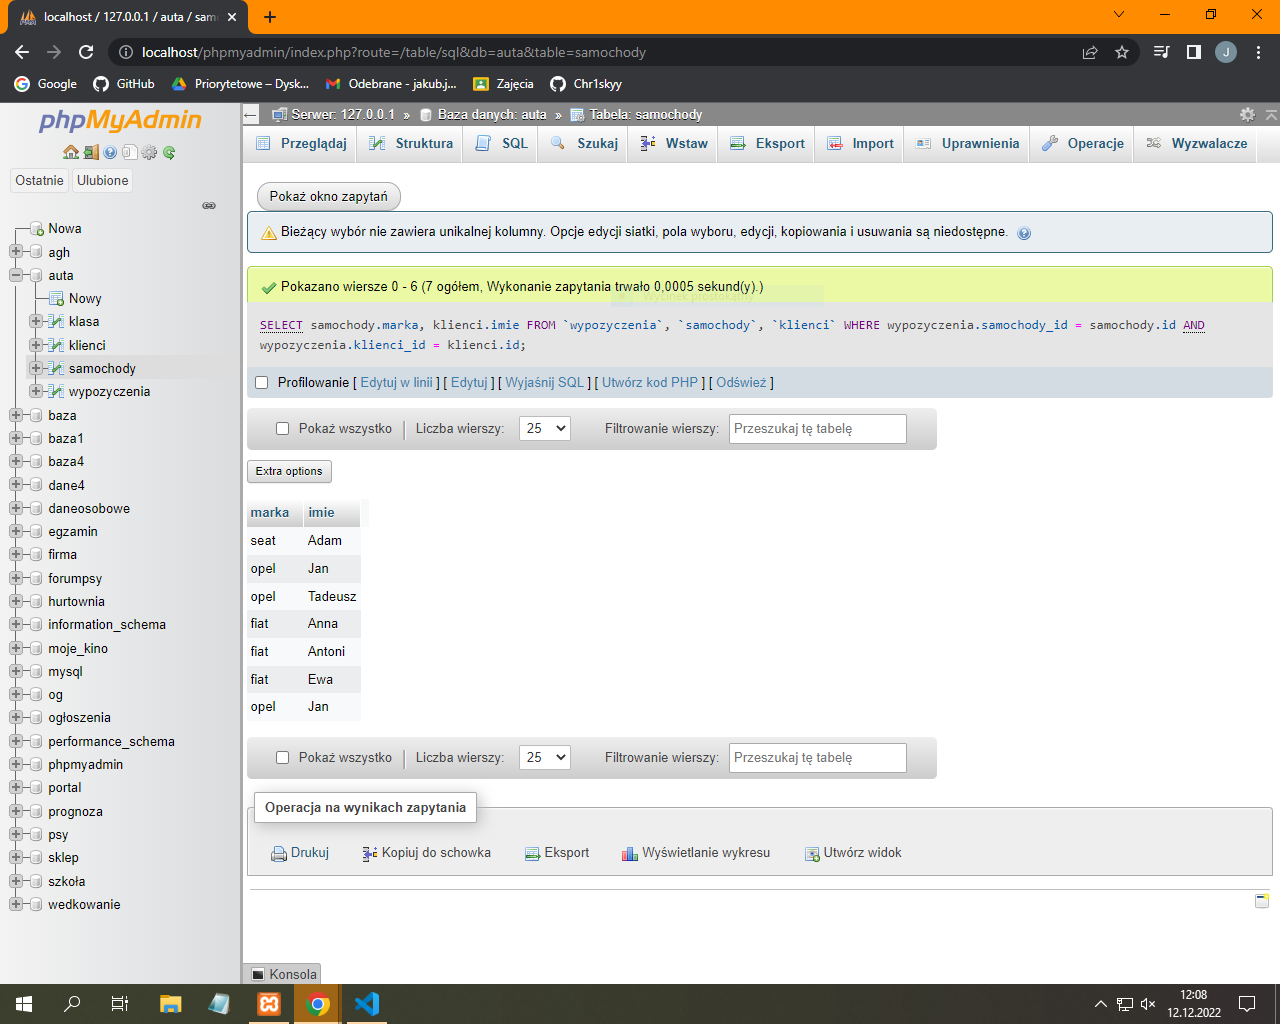 localhost / 127.0.0.1 / auta / sam
localhost/phpmyadmin/index.php?route=/table/sql&db=auta&table=samochody
J
Google
GitHub
Priorytetowe – Dysk...
Odebrane - jakub.j...
Zajęcia
Chr1skyy
phpMyAdmin
Ostatnie
Ulubione
Nowa
agh
auta
Nowy
klasa
klienci
samochody
wypozyczenia
baza
baza1
baza4
dane4
daneosobowe
egzamin
firma
forumpsy
hurtownia
information_schema
moje_kino
mysql
og
ogłoszenia
performance_schema
phpmyadmin
portal
prognoza
psy
sklep
szkoła
wedkowanie
Serwer: 127.0.0.1 » Baza danych: auta » Tabela: samochody
Przeglądaj
Struktura
SQL
Szukaj
Wstaw
Eksport
Import
Uprawnienia
Operacje
Wyzwalacze
Pokaż okno zapytań
Bieżący wybór nie zawiera unikalnej kolumny. Opcje edycji siatki, pola wyboru, edycji, kopiowania i usuwania są niedostępne.
Pokazano wiersze 0 - 6 (7 ogółem, Wykonanie zapytania trwało 0,0005 sekund(y).)
Wycinek prostokątny
SELECT samochody.marka, klienci.imie FROM `wypozyczenia`, `samochody`, `klienci` WHERE wypozyczenia.samochody_id = samochody.id AND
wypozyczenia.klienci_id = klienci.id;
Profilowanie [ Edytuj w linii ] [ Edytuj ] [ Wyjaśnij SQL ] [ Utwórz kod PHP ] [ Odśwież ]
Pokaż wszystko
Liczba wierszy:
25
Filtrowanie wierszy:
Przeszukaj tę tabelę
Extra options
marka imie
seat Adam
opel Jan
opel Tadeusz
fiat Anna
fiat Antoni
fiat Ewa
opel Jan
Pokaż wszystko
Liczba wierszy:
25
Filtrowanie wierszy:
Przeszukaj tę tabelę
Operacja na wynikach zapytania
Drukuj
Kopiuj do schowka
Eksport
Wyświetlanie wykresu
Utwórz widok
Konsola
12:08
12.12.2022